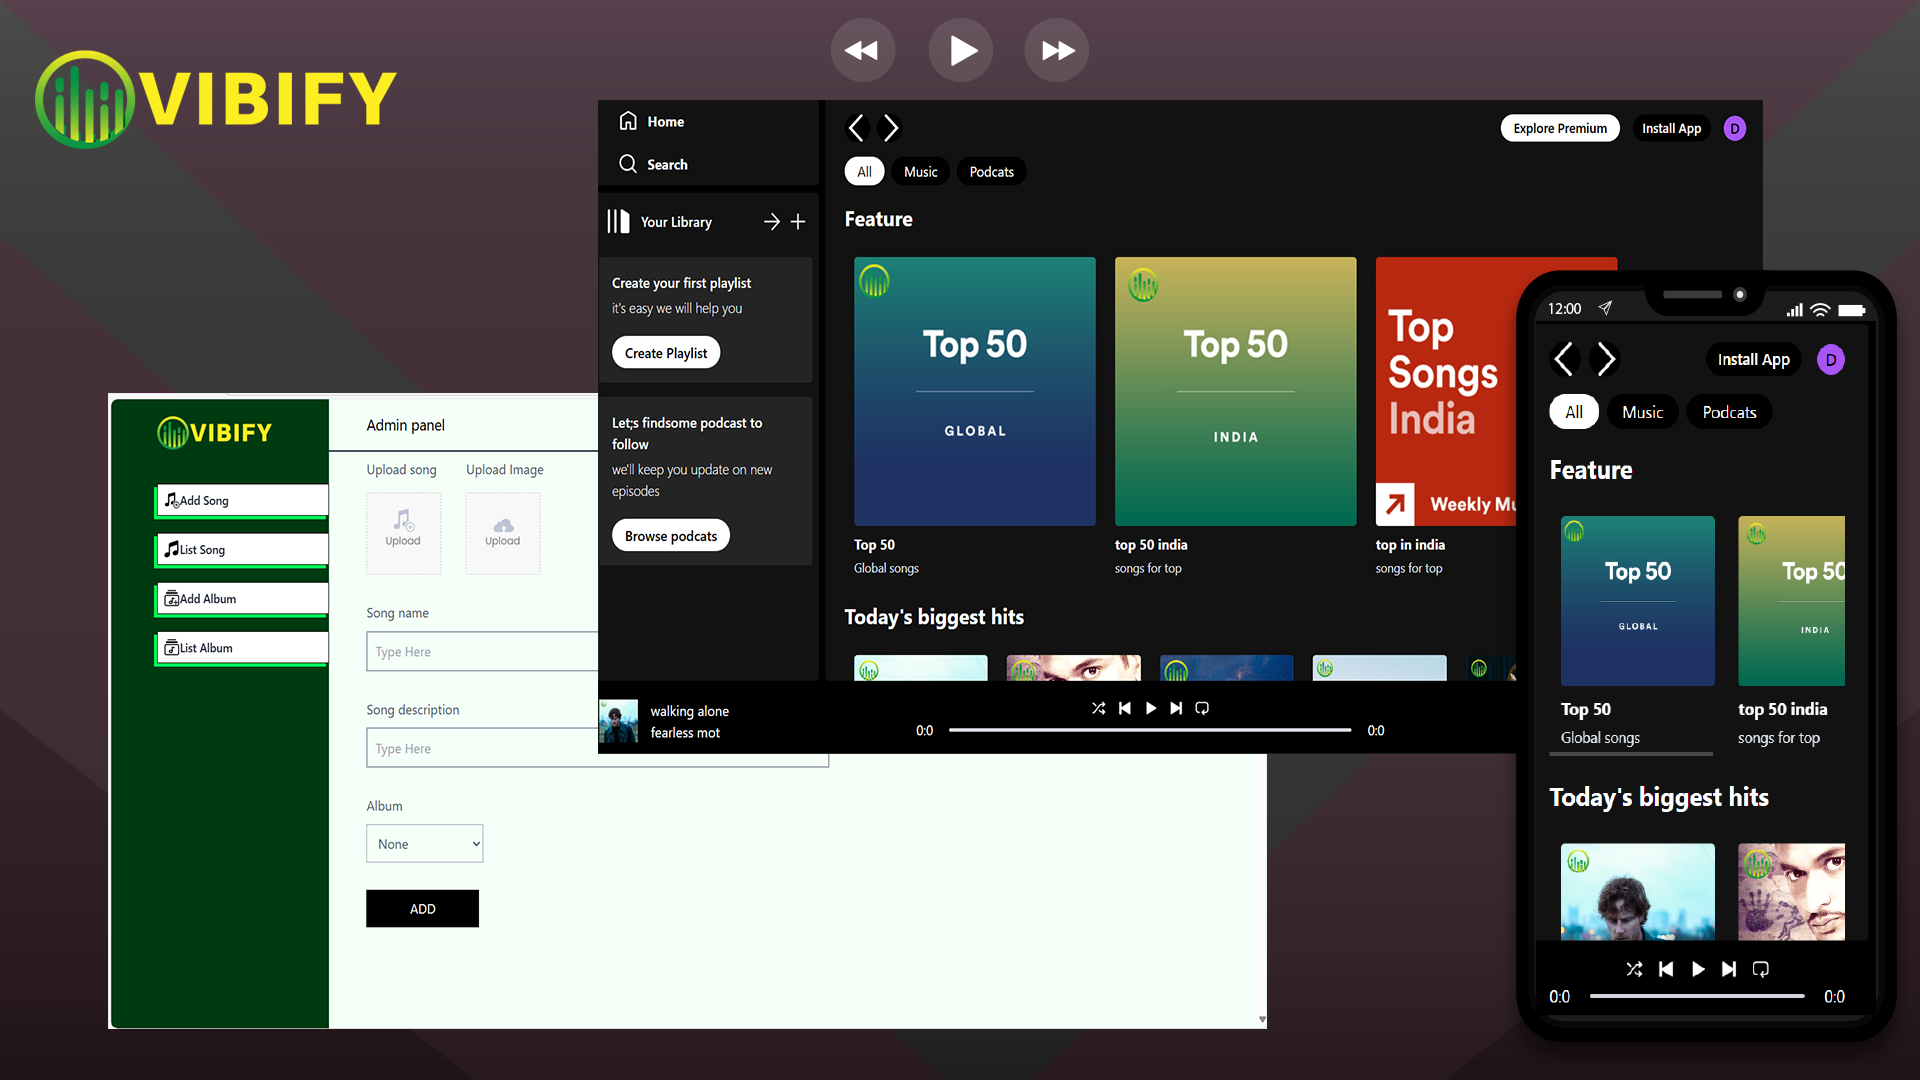 VIBIFY
Home
Search
Your Library
Create your first playlist
it's easy we will help you
Create Playlist
Let;s findsome podcast to
follow
we'll keep you update on new
episodes
Browse podcats
Explore Premium
Install App
D
All
Music
Podcats
Feature
Top 50
GLOBAL
Top 50
INDIA
Top
Songs
India
Weekly Mu
Top 50
Global songs
top 50 india
songs for top
top in india
songs for top
Today's biggest hits
walking alone
fearless mot
0:0
0:0
VIBIFY
Add Song
List Song
Add Album
List Album
Admin panel
Upload song
Upload Image
Upload
Upload
Song name
Type Here
Song description
Type Here
Album
None
ADD
12:00
Install App
D
All
Music
Podcats
Feature
Top 50
GLOBAL
Top 50
INDIA
Top 50
Global songs
top 50 india
songs for top
Today's biggest hits
0:0
0:0